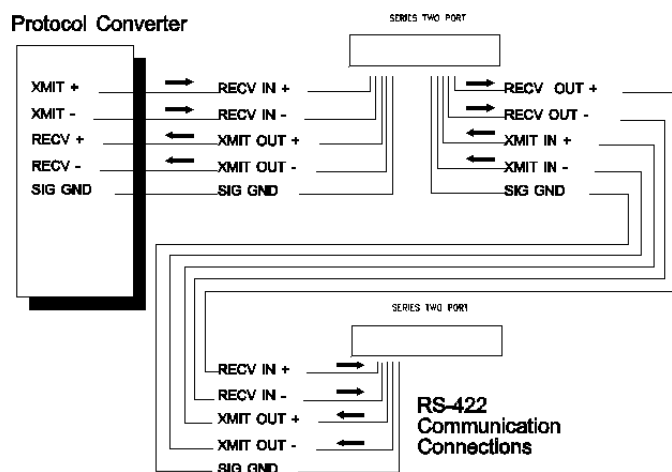 Protocol Converter
SERIES TWO PORT
XMIT +
XMIT -
RECV +
RECV -
SIG GND
RECV IN +
RECV IN -
XMIT OUT +
XMIT OUT -
SIG GND
RECV OUT +
RECV OUT -
XMIT IN +
XMIT IN -
SIG GND
SERIES TWO PORT
RECV IN +
RECV IN -
XMIT OUT +
XMIT OUT -
SIG GND
RS-422
Communication
Connections